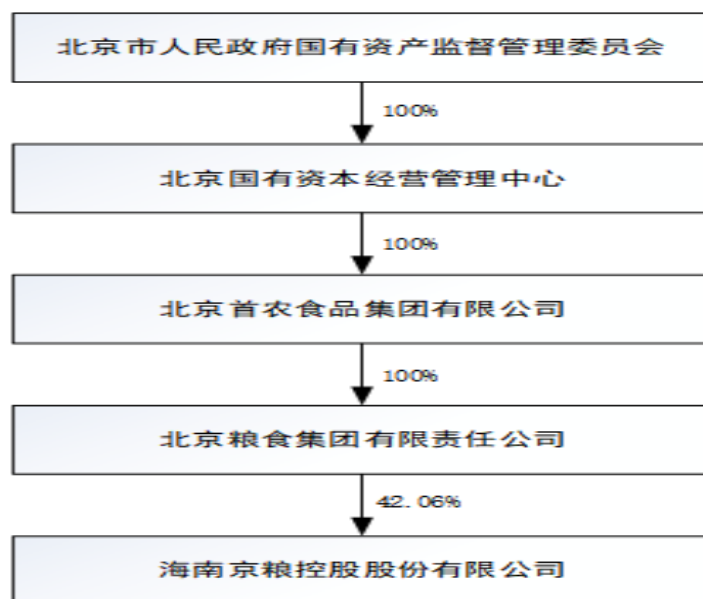 北京市人民政府国有资产监督管理委员会
100%
北京国有资本经营管理中心
100%
北京首农食品集团有限公司
100%
北京粮食集团有限责任公司
42.06%
海南京粮控股股份有限公司